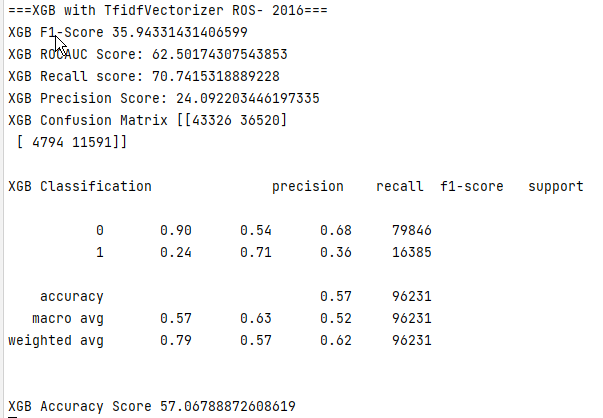 ===XGB with TfidfVectorizer ROS- 2016===
XGB F1-Score 35.94331431406599
XGB ROCAUC Score: 62.50174307543853
XGB Recall score: 70.7415318889228
XGB Precision Score: 24.092203446197335
XGB Confusion Matrix [[43326 36520]
[ 4794 11591]]
XGB Classification precision recall f1-score support
0 0.90 0.54 0.68 79846
1 0.24 0.71 0.36 16385
accuracy 0.57 96231
macro avg 0.57 0.63 0.52 96231
weighted avg 0.79 0.57 0.62 96231
XGB Accuracy Score 57.06788872608619